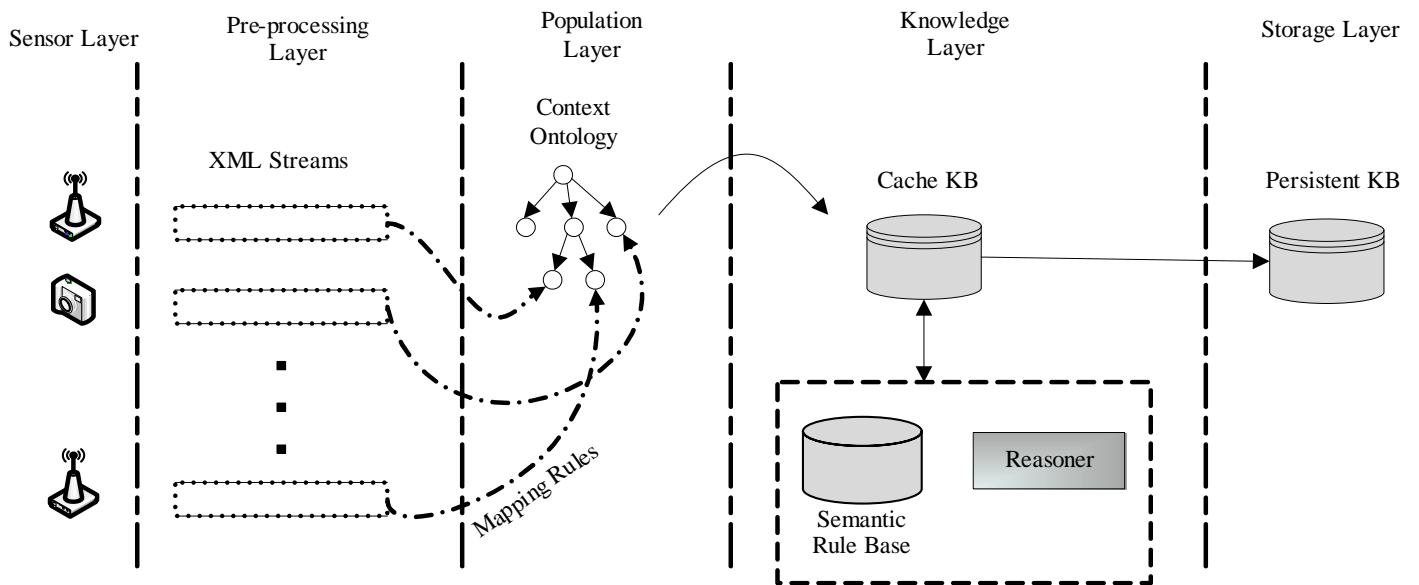 Sensor Layer
Pre-processing
Layer
Population
Layer
Knowledge
Layer
Storage Layer
Context
Ontology
XML Streams
Cache KB
Persistent KB
Mapping Rules
Reasoner
Semantic
Rule Base